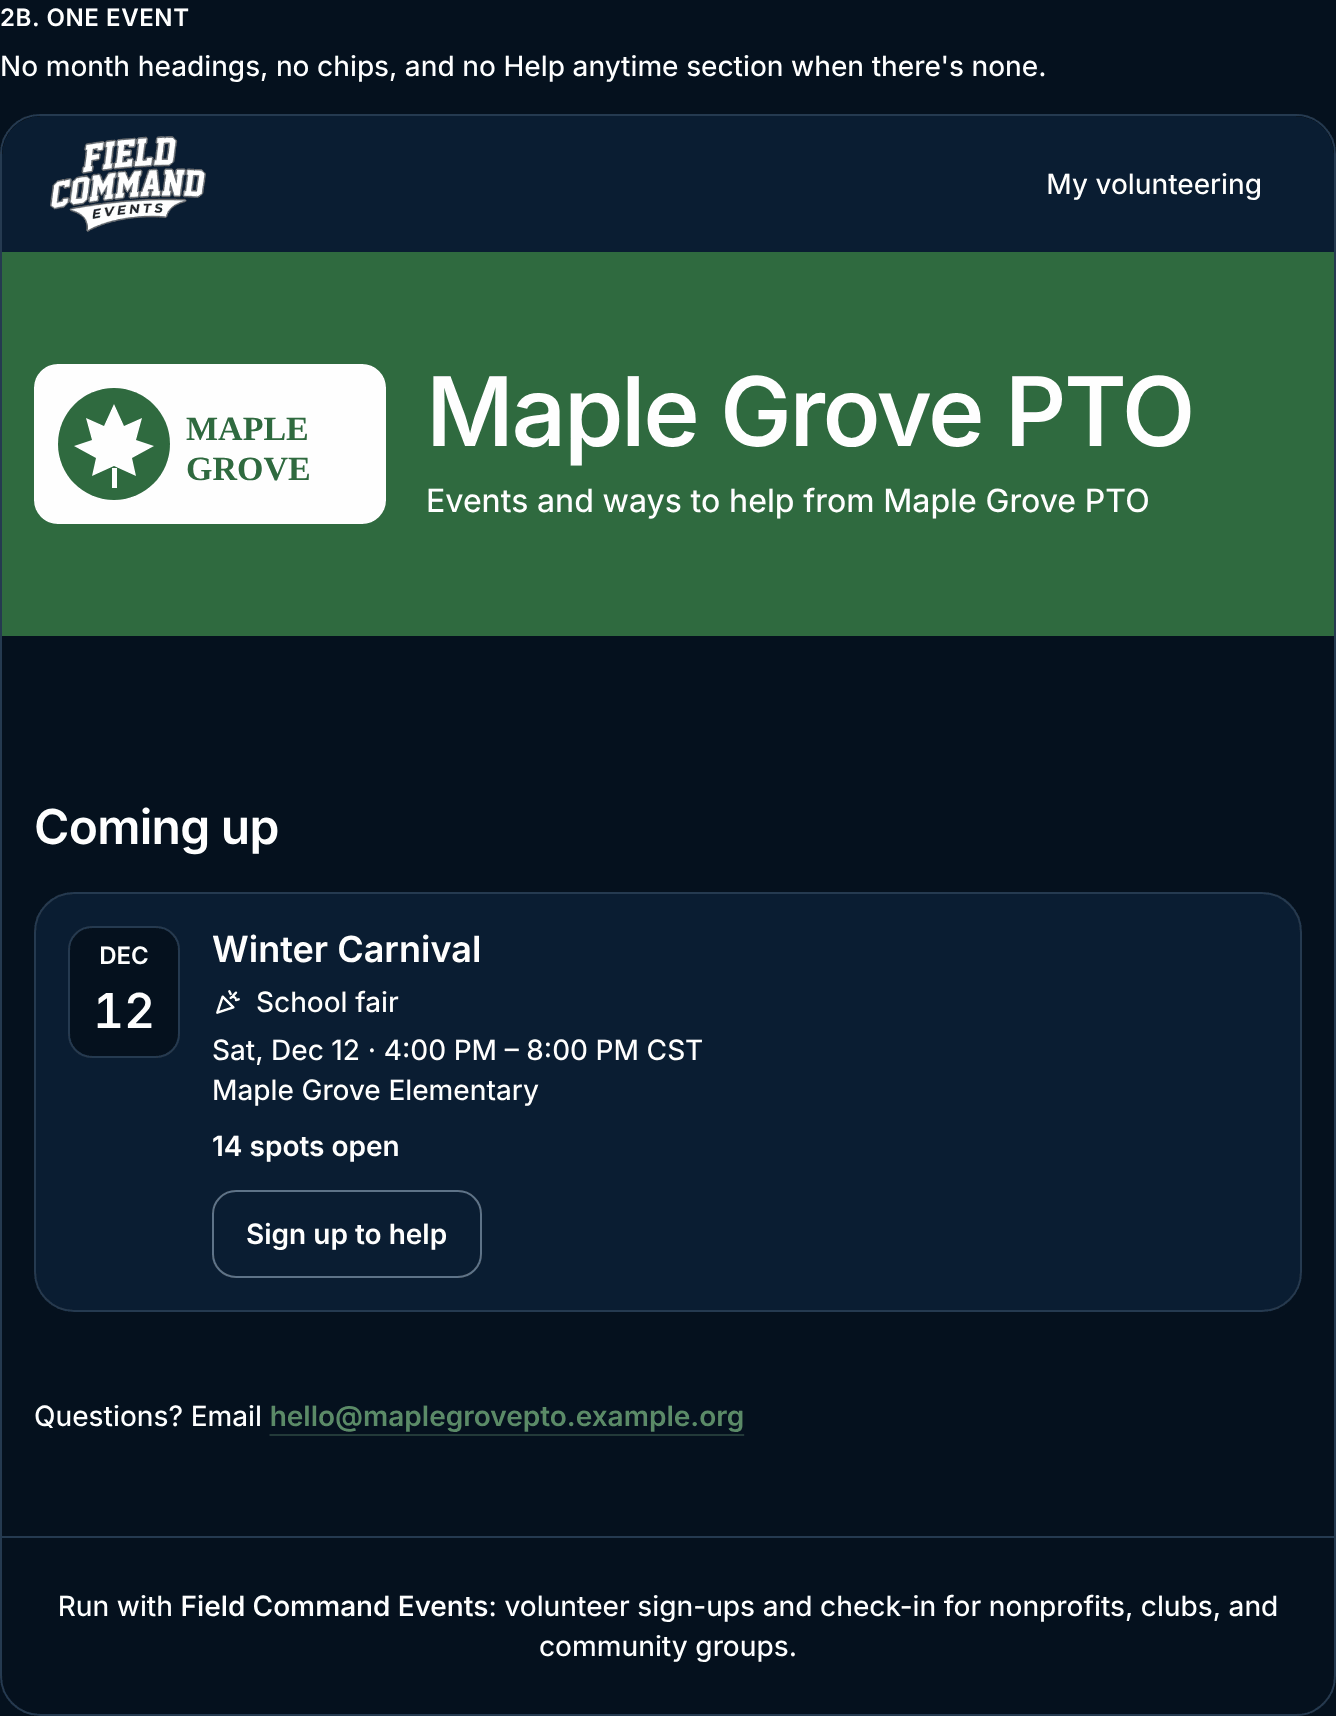 2B. ONE EVENT
No month headings, no chips, and no Help anytime section when there's none.
FIELD
COMMAND
EVENTS
My volunteering
MAPLE
GROVE
Maple Grove PTO
Events and ways to help from Maple Grove PTO
Coming up
DEC
12
Winter Carnival
School fair
Sat, Dec 12 · 4:00 PM – 8:00 PM CST
Maple Grove Elementary
14 spots open
Sign up to help
Questions? Email hello@maplegrovepto.example.org
Run with Field Command Events: volunteer sign-ups and check-in for nonprofits, clubs, and
community groups.